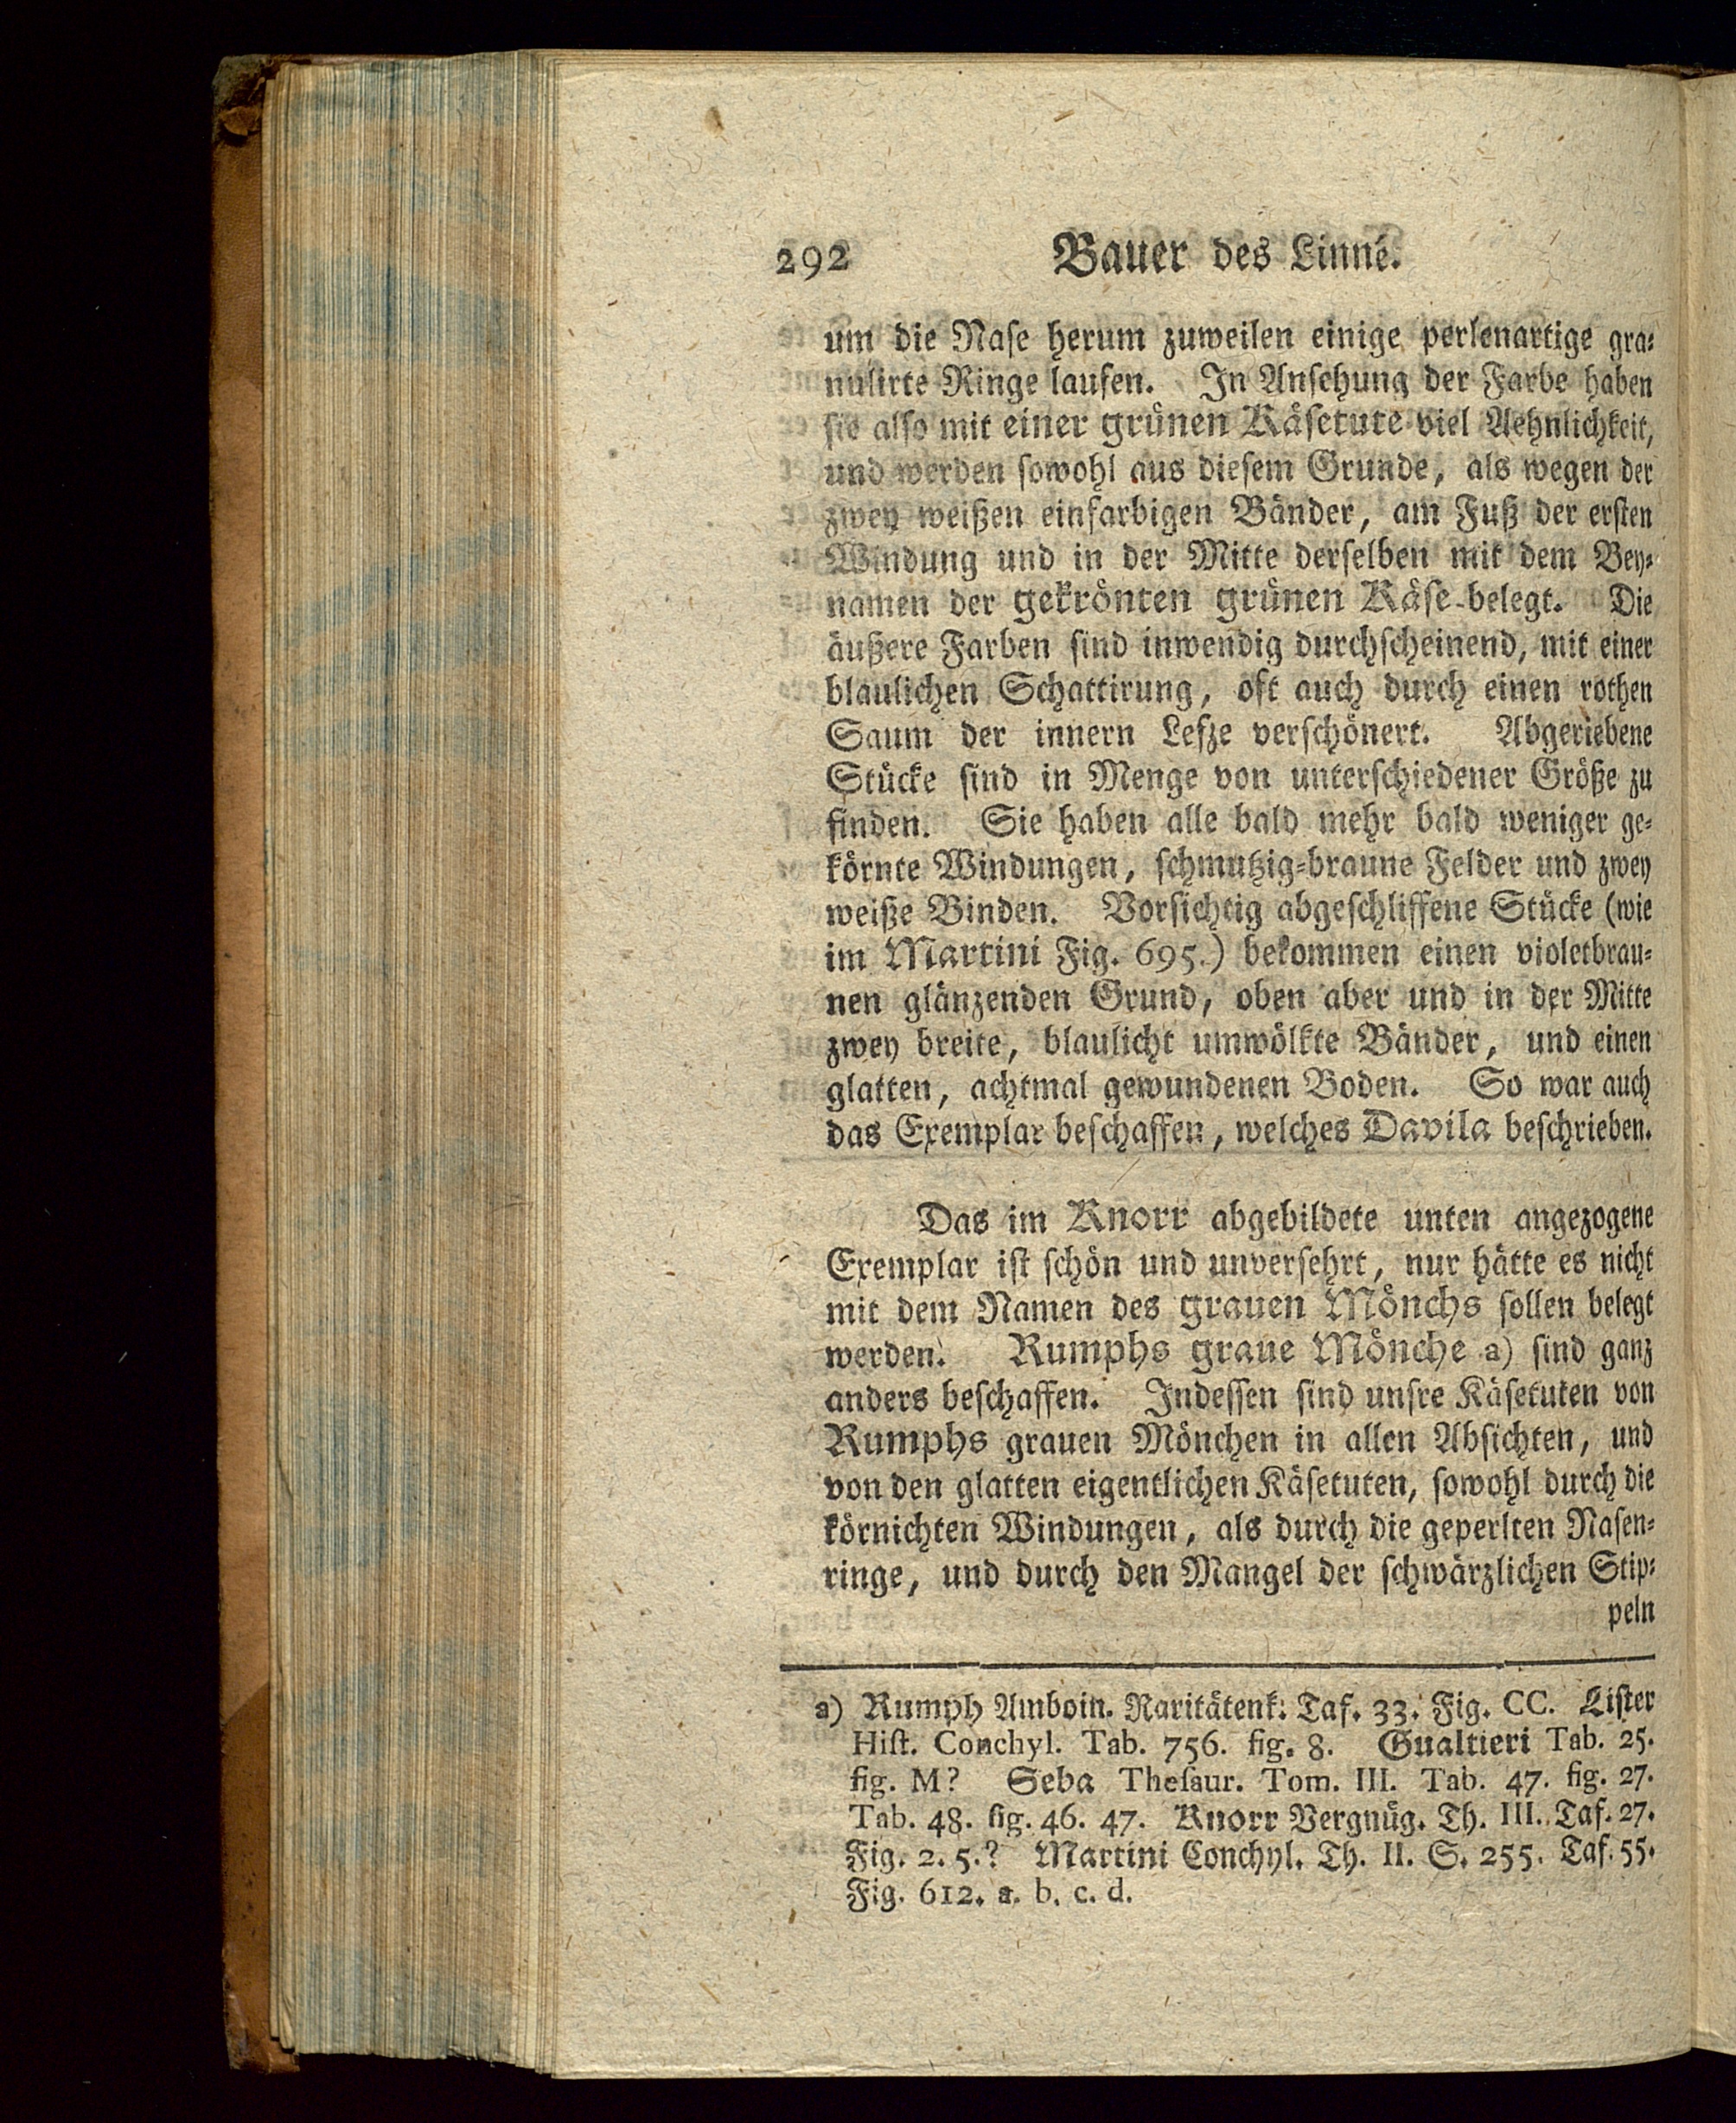 292 Bauer des Linné.
um die Nase herum zuweilen einige perlenartige gra-
nulirte Ringe laufen. In Ansehung der Farbe haben
sie also mit einer grünen Käsetute viel Aehnlichkeit,
und werden sowohl aus diesem Grunde, als wegen der
zwey weißen einfarbigen Bänder, am Fuß der ersten
Windung und in der Mitte derselben mit dem Bey-
namen der gekrönten grünen Käse-belegt. Die
äußere Farben sind inwendig durchscheinend, mit einer
blaulichen Schattirung, oft auch durch einen rothen
Saum der innern Lefze verschönert. Abgeriebene
Stücke sind in Menge von unterschiedener Größe zu
finden. Sie haben alle bald mehr bald weniger ge-
körnte Windungen, schmutzig-braune Felder und zwey
weiße Binden. Vorsichtig abgeschliffene Stücke (wie
im Martini Fig. 695.) bekommen einen violetbrau-
nen glänzenden Grund, oben aber und in der Mitte
zwey breite, blaulicht umwölkte Bänder, und einen
glatten, achtmal gewundenen Boden. So war auch
das Exemplar beschaffen, welches Davila beschrieben.
Das im Knorr abgebildete unten angezogene
Exemplar ist schön und unversehrt, nur hätte es nicht
mit dem Namen des grauen Mönchs sollen belegt
werden. Rumphs graue Mönche a) sind ganz
anders beschaffen. Indessen sind unsre Käsetuten von
Rumphs grauen Mönchen in allen Absichten, und
von den glatten eigentlichen Käsetuten, sowohl durch die
körnichten Windungen, als durch die geperlten Nasen-
ringe, und durch den Mangel der schwärzlichen Stip-
peln
a) Rumph Amboin. Raritätenk. Taf. 33. Fig. CC. Lister
Hist. Conchyl. Tab. 756. fig. 8. Gualtieri Tab. 25.
fig. M? Seba Thesaur. Tom. III. Tab. 47. fig. 27.
Tab. 48. fig. 46. 47. Knorr Vergnüg. Th. III. Taf. 27.
Fig. 2. 5.? Martini Conchyl. Th. II. S. 255. Taf. 55.
Fig. 612. a. b. c. d.